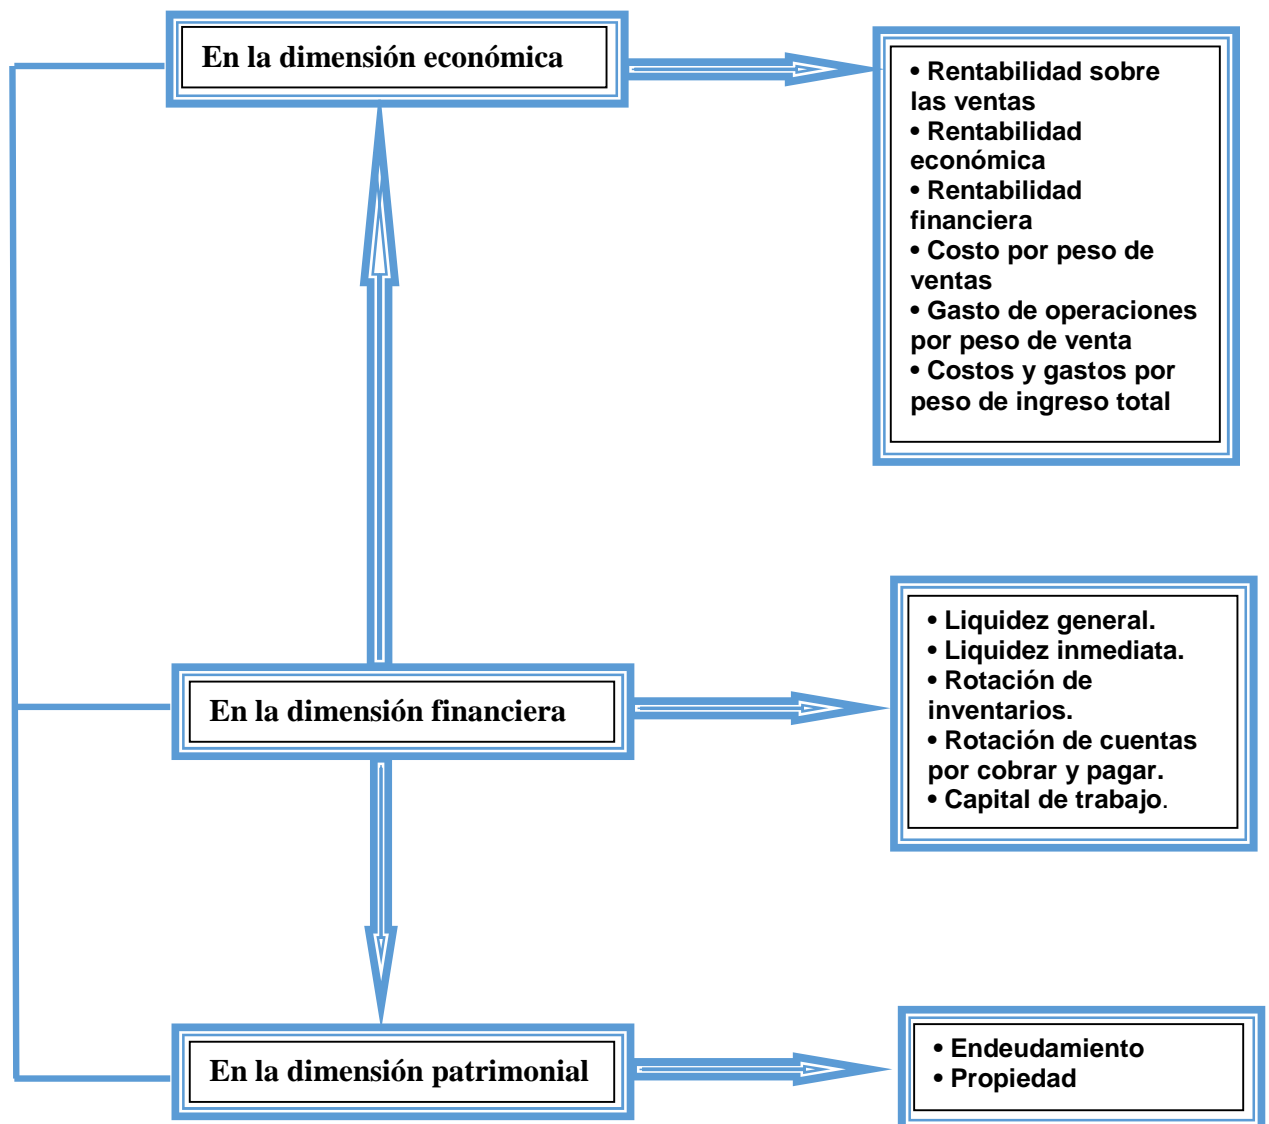 En la dimensión económica
• Rentabilidad sobre
las ventas
• Rentabilidad
económica
• Rentabilidad
financiera
• Costo por peso de
ventas
• Gasto de operaciones
por peso de venta
• Costos y gastos por
peso de ingreso total
En la dimensión financiera
• Liquidez general.
• Liquidez inmediata.
• Rotación de
inventarios.
• Rotación de cuentas
por cobrar y pagar.
• Capital de trabajo.
En la dimensión patrimonial
• Endeudamiento
• Propiedad